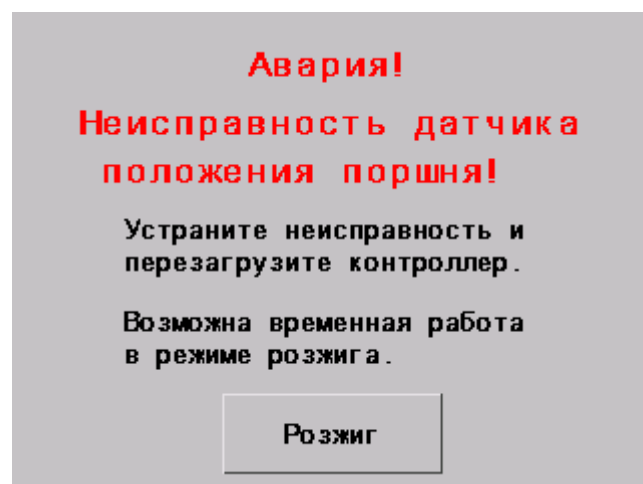 Авария!
Неисправность датчика
положения поршня!
Устраните неисправность и
перезагрузите контроллер.
Возможна временная работа
в режиме розжига.
Розжиг